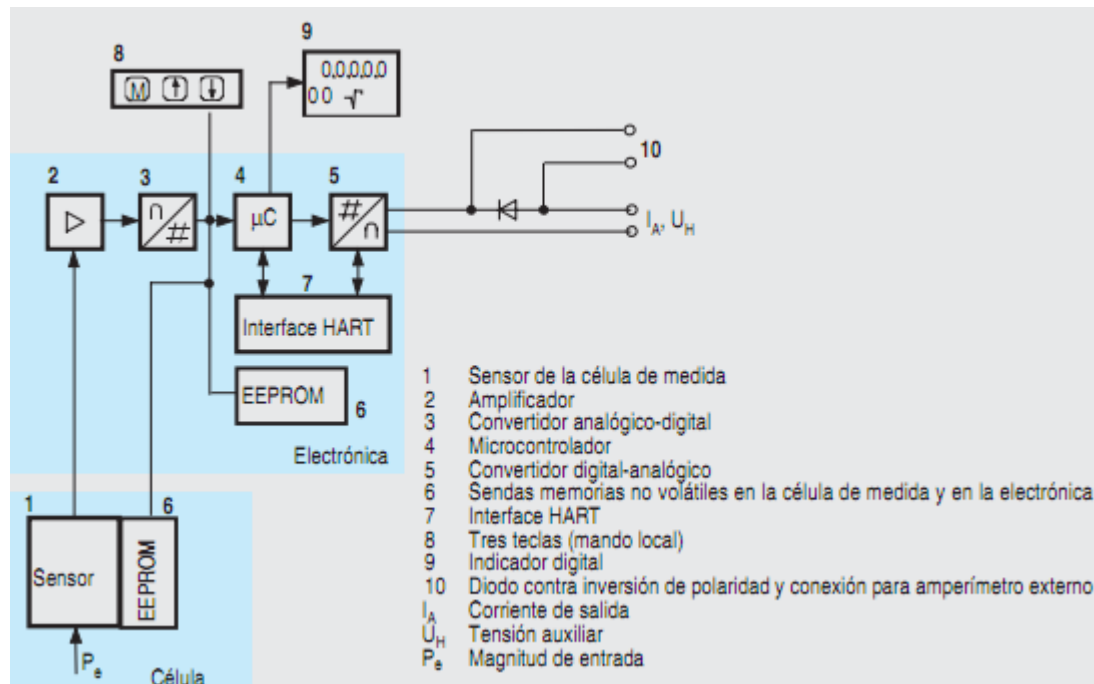 9
8
0,0,0,0,0
M
00
10
2
3
4
5
∩
#
µC
#
∩
I_A, U_H
7
Interface HART
EEPROM
6
Electrónica
1
6
Sensor
EEPROM
P_e
Célula
1 Sensor de la célula de medida
2 Amplificador
3 Convertidor analógico-digital
4 Microcontrolador
5 Convertidor digital-analógico
6 Sendas memorias no volátiles en la célula de medida y en la electrónica
7 Interface HART
8 Tres teclas (mando local)
9 Indicador digital
10 Diodo contra inversión de polaridad y conexión para amperímetro externo
I_A Corriente de salida
U_H Tensión auxiliar
P_e Magnitud de entrada